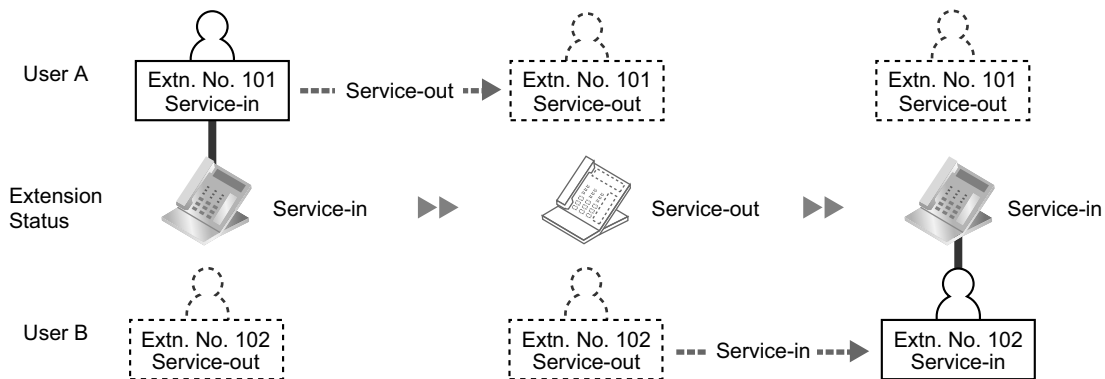 User A
Extn. No. 101
Service-in
Service-out
Extn. No. 101
Service-out
Extn. No. 101
Service-out
Extension
Status
Service-in
Service-out
Service-in
User B
Extn. No. 102
Service-out
Extn. No. 102
Service-out
Service-in
Extn. No. 102
Service-in